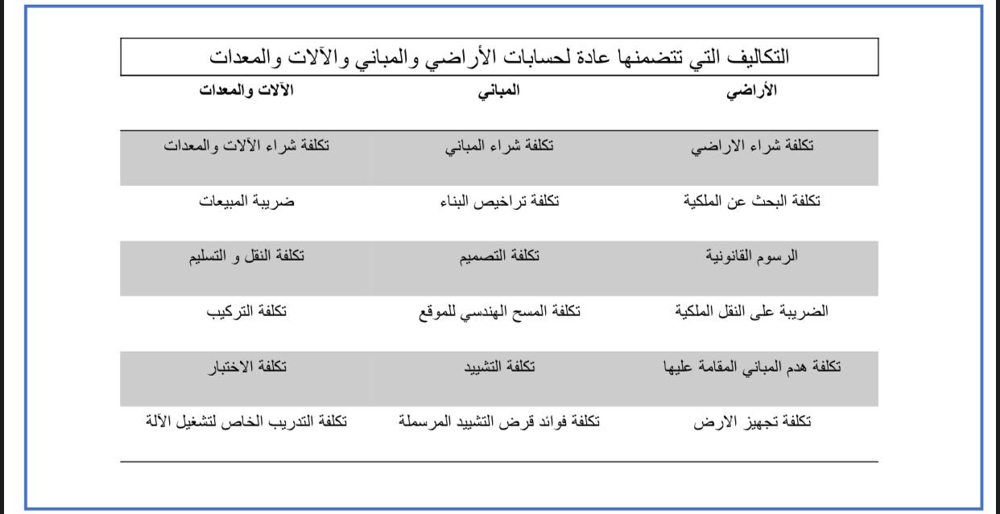 التكاليف التي تتضمنها عادة لحسابات الأراضي والمباني والآلات والمعدات
الأراضي المباني الآلات والمعدات
تكلفة شراء الاراضي تكلفة شراء المباني تكلفة شراء الآلات والمعدات
تكلفة البحث عن الملكية تكلفة تراخيص البناء ضريبة المبيعات
الرسوم القانونية تكلفة التصميم تكلفة النقل و التسليم
الضريبة على النقل الملكية تكلفة المسح الهندسي للموقع تكلفة التركيب
تكلفة هدم المباني المقامة عليها تكلفة التشييد تكلفة الاختبار
تكلفة تجهيز الارض تكلفة فوائد قرض التشييد المرسملة تكلفة التدريب الخاص لتشغيل الآلة